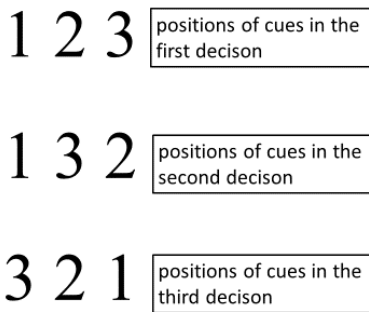 1 2 3
positions of cues in the
first decison
1 3 2
positions of cues in the
second decison
3 2 1
positions of cues in the
third decison